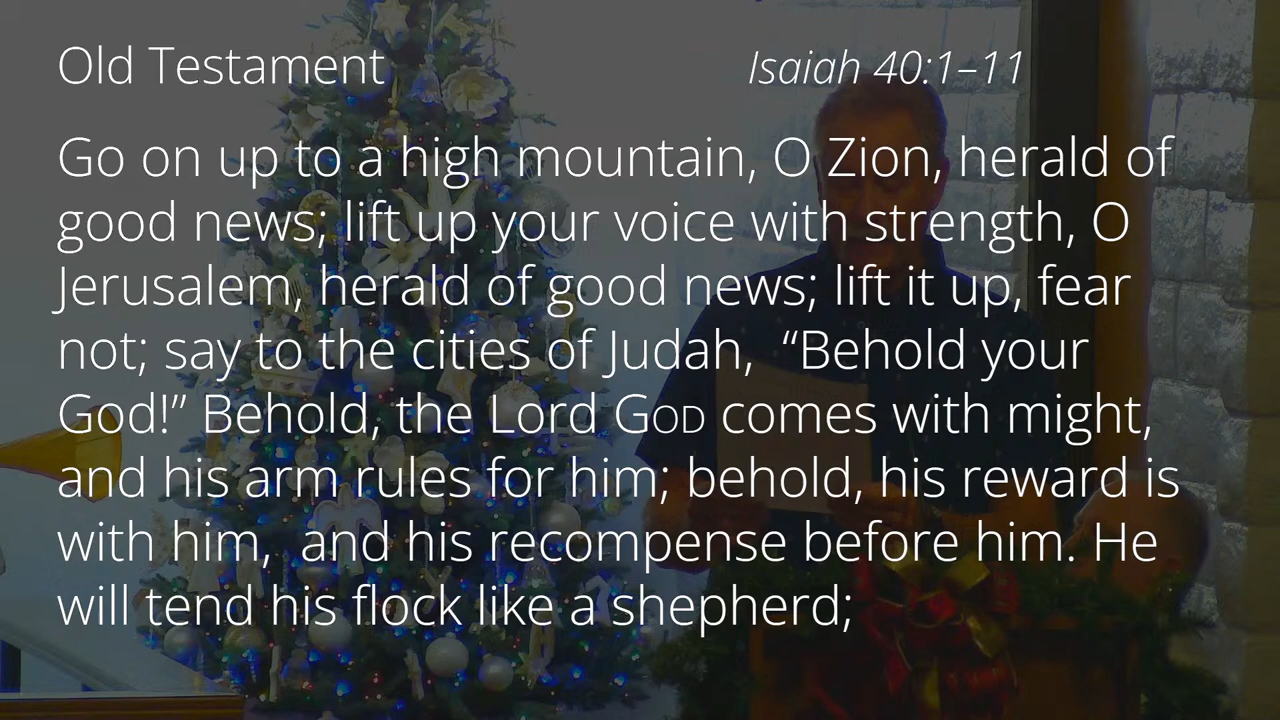 Old Testament Isaiah 40:1–11
Go on up to a high mountain, O Zion, herald of
good news; lift up your voice with strength, O
Jerusalem, herald of good news; lift it up, fear
not; say to the cities of Judah,  “Behold your
God!” Behold, the Lord GOD comes with might,
and his arm rules for him; behold, his reward is
with him,  and his recompense before him. He
will tend his flock like a shepherd;